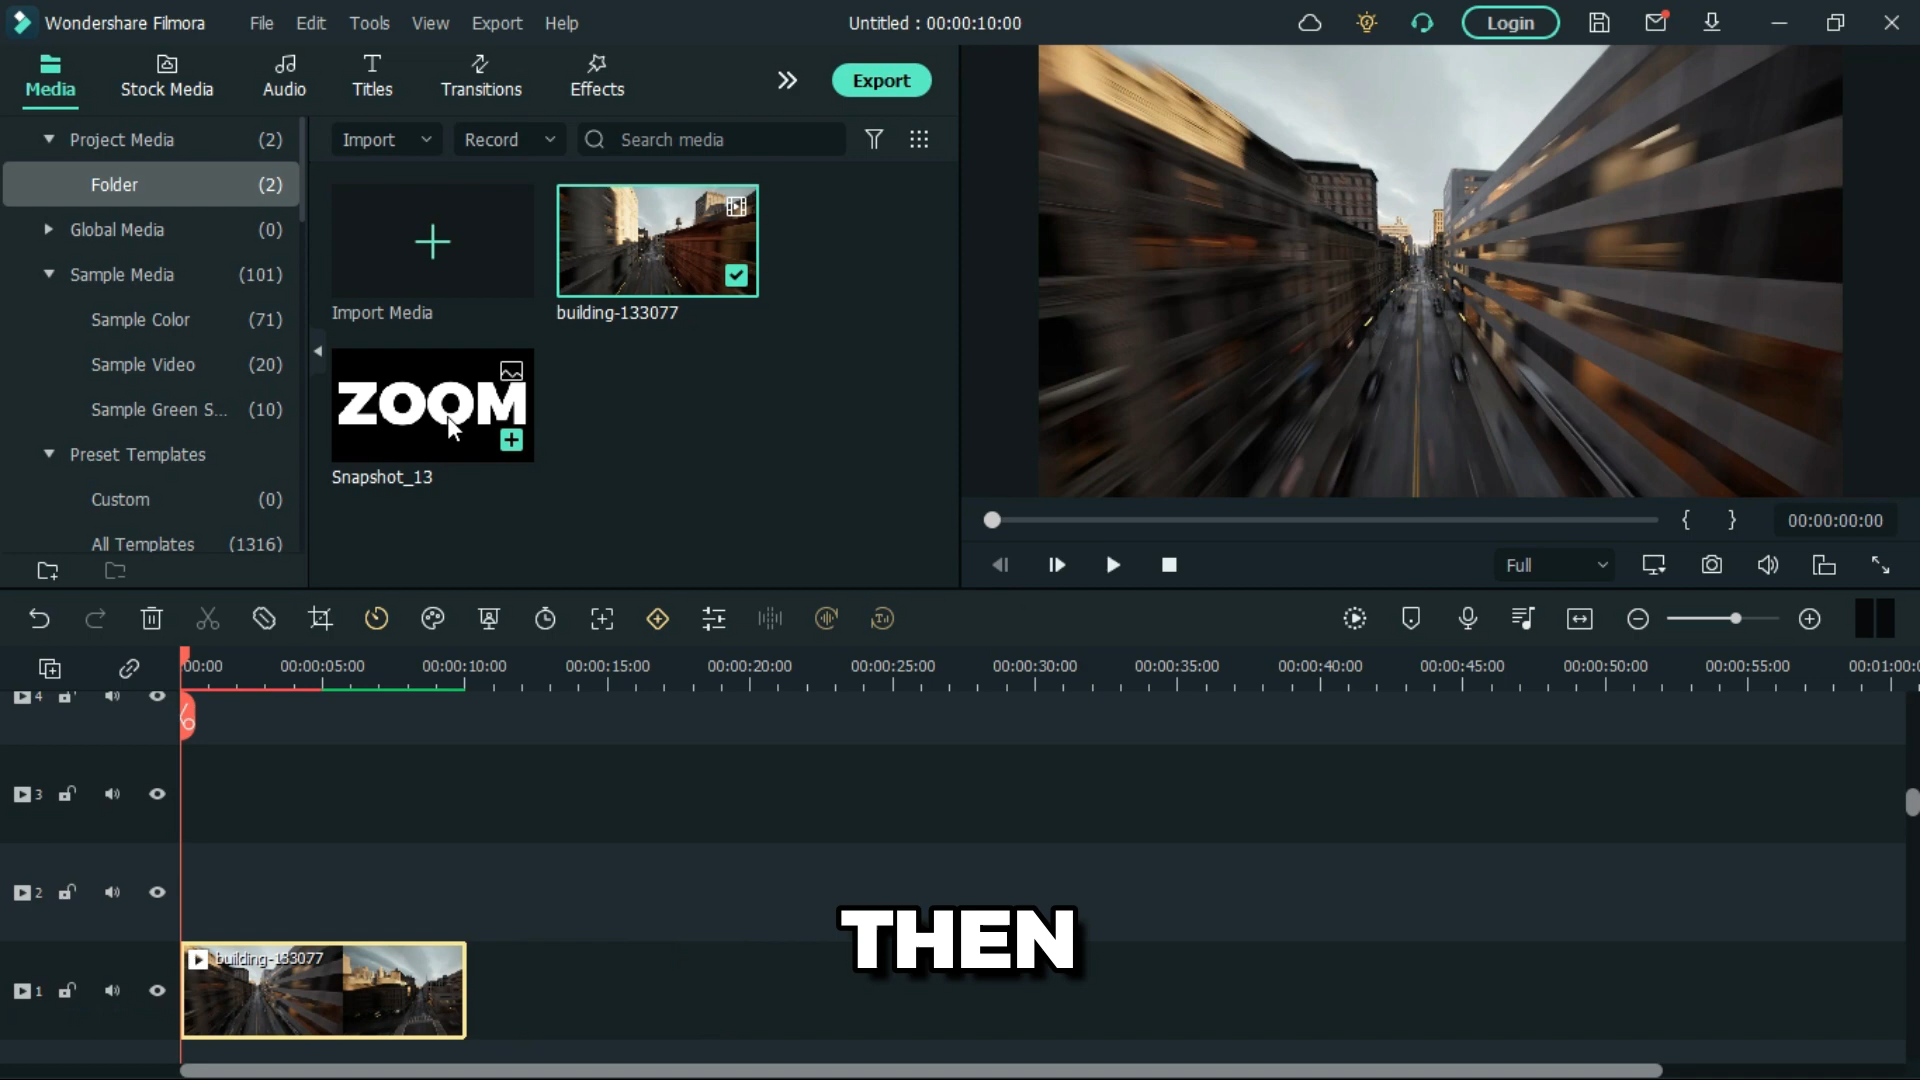 Wondershare Filmora
File Edit Tools View Export Help
Untitled : 00:00:10:00
Login
Media
Stock Media
Audio
Titles
Transitions
Effects
Export
Project Media (2)
Folder (2)
Global Media (0)
Sample Media (101)
Sample Color (71)
Sample Video (20)
Sample Green S... (10)
Preset Templates
Custom (0)
All Templates (1316)
Import
Record
Search media
Import Media
building-133077
ZOOM
Snapshot_13
{ }
00:00:00:00
Full
00:00 00:00:05:00 00:00:10:00 00:00:15:00 00:00:20:00 00:00:25:00 00:00:30:00 00:00:35:00 00:00:40:00 00:00:45:00 00:00:50:00 00:00:55:00 00:01:00:0
4
3
2
THEN
building-133077
1